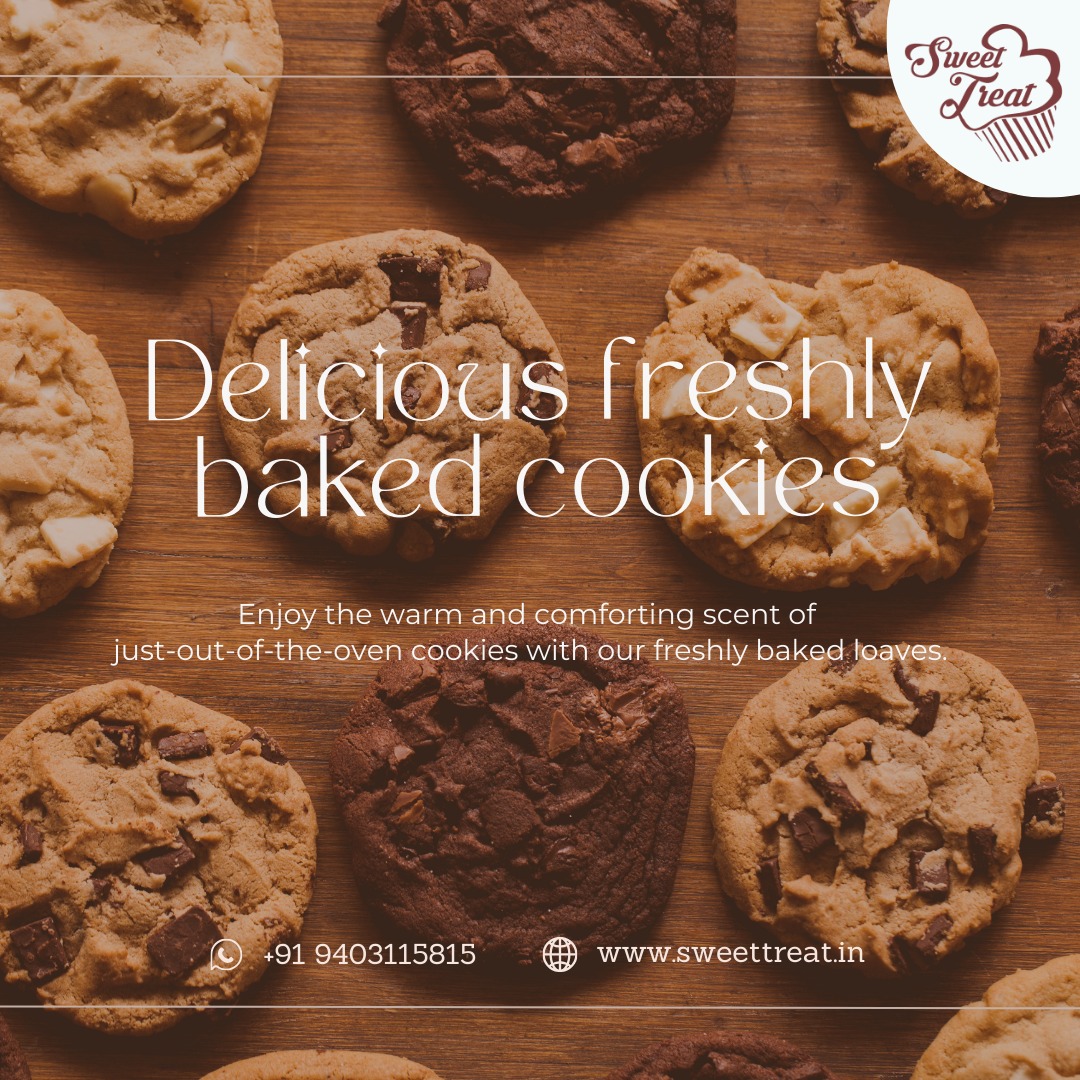 Sweet
Treat
Delicious freshly
baked cookies
Enjoy the warm and comforting scent of
just-out-of-the-oven cookies with our freshly baked loaves.
+91 9403115815
www.sweettreat.in